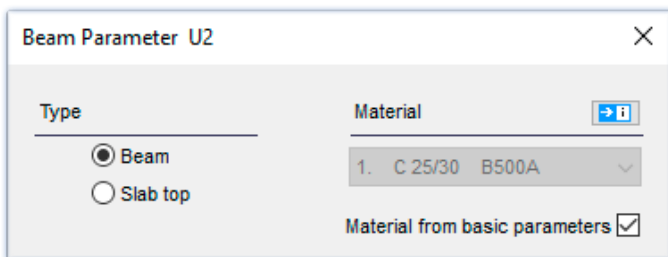 Beam Parameter U2
Type
Material
Beam
Slab top
1. C 25/30 B500A
Material from basic parameters